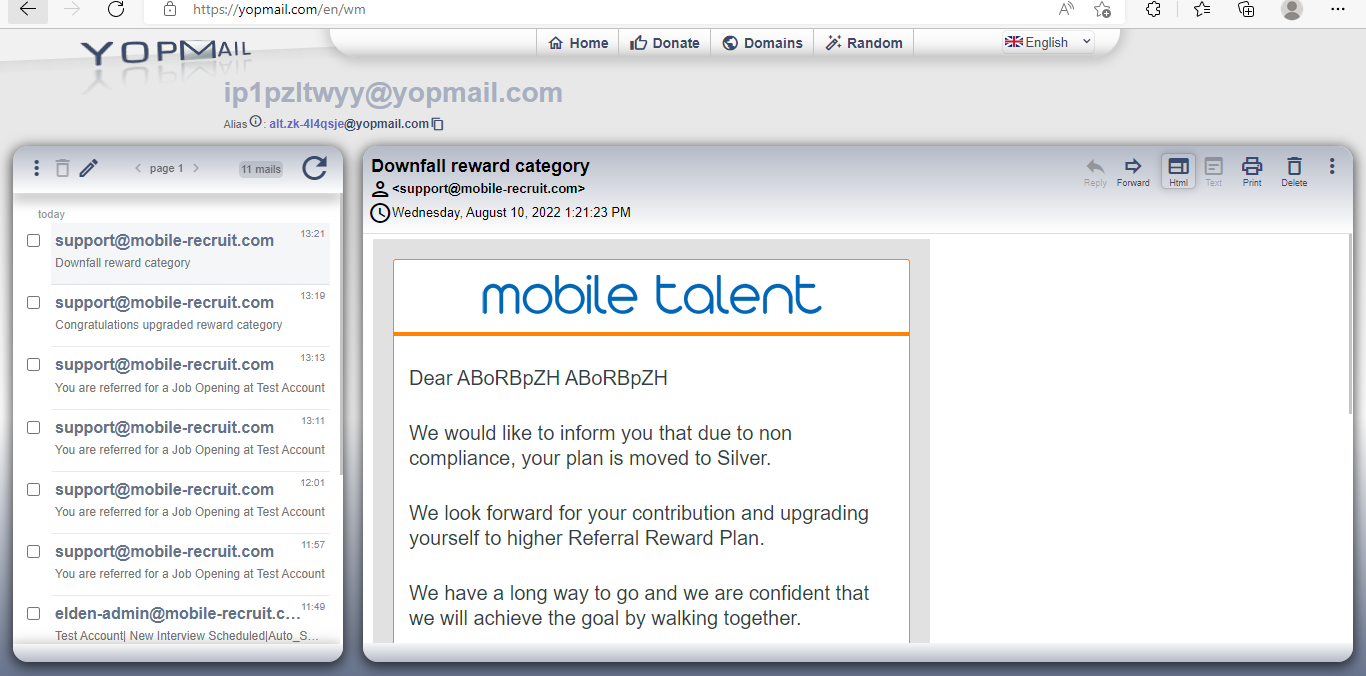 https://yopmail.com/en/wm
YOPMAIL
Home
Donate
Domains
Random
English
ip1pzltwyy@yopmail.com
Alias : alt.zk-4l4qsje@yopmail.com
page 1
11 mails
today
support@mobile-recruit.com 13:21
Downfall reward category
support@mobile-recruit.com 13:19
Congratulations upgraded reward category
support@mobile-recruit.com 13:13
You are referred for a Job Opening at Test Account
support@mobile-recruit.com 13:11
You are referred for a Job Opening at Test Account
support@mobile-recruit.com 12:01
You are referred for a Job Opening at Test Account
support@mobile-recruit.com 11:57
You are referred for a Job Opening at Test Account
elden-admin@mobile-recruit.c... 11:49
Test Account| New Interview Scheduled|Auto_S...
Downfall reward category
<support@mobile-recruit.com>
Wednesday, August 10, 2022 1:21:23 PM
Reply
Forward
Html
Text
Print
Delete
mobile talent
Dear ABoRBpZH ABoRBpZH
We would like to inform you that due to non
compliance, your plan is moved to Silver.
We look forward for your contribution and upgrading
yourself to higher Referral Reward Plan.
We have a long way to go and we are confident that
we will achieve the goal by walking together.